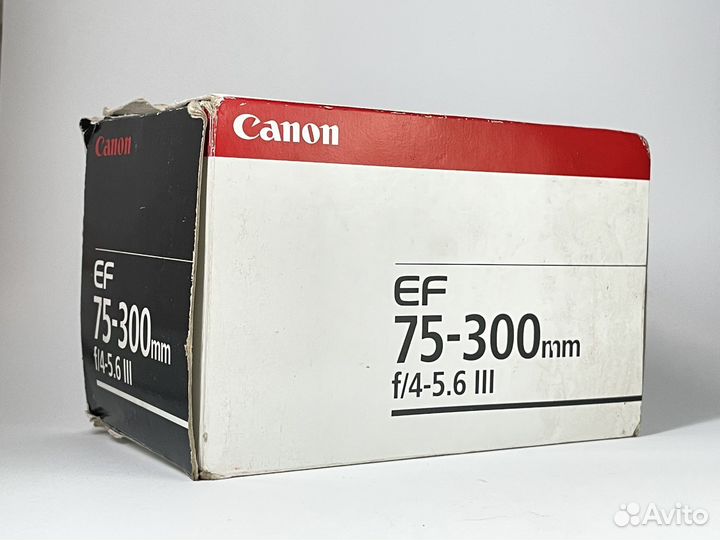 Canon
EF
75-300mm
f/4-5.6 III
Canon
EF
75-300mm
f/4-5.6 III
Avito